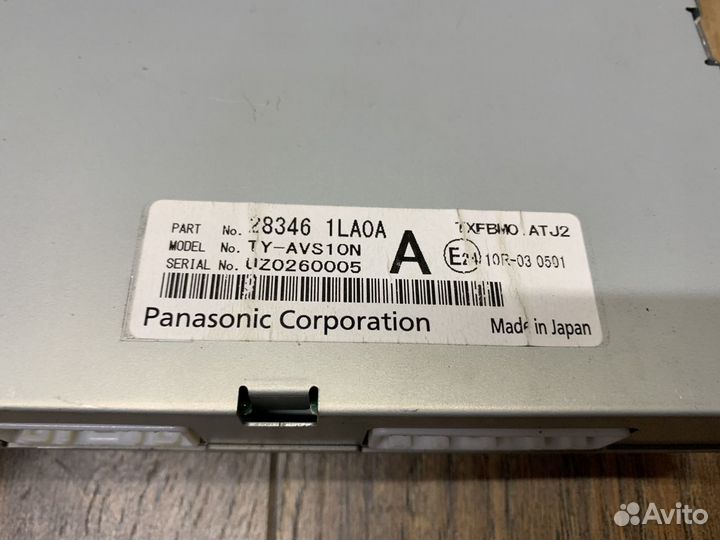 PART No. 28346 1LA0A TXFBM01ATJ2
MODEL No. TY-AVS10N
SERIAL No. UZ0260005
A
E24 10R-03 0501
Panasonic Corporation
Made in Japan
Avito